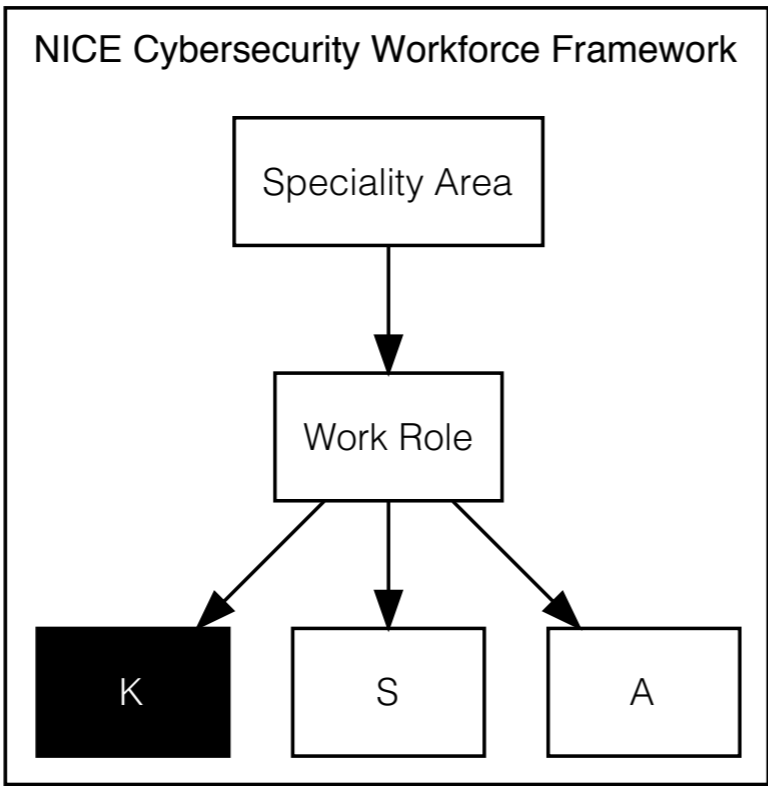 NICE Cybersecurity Workforce Framework
Speciality Area
Work Role
K
S
A